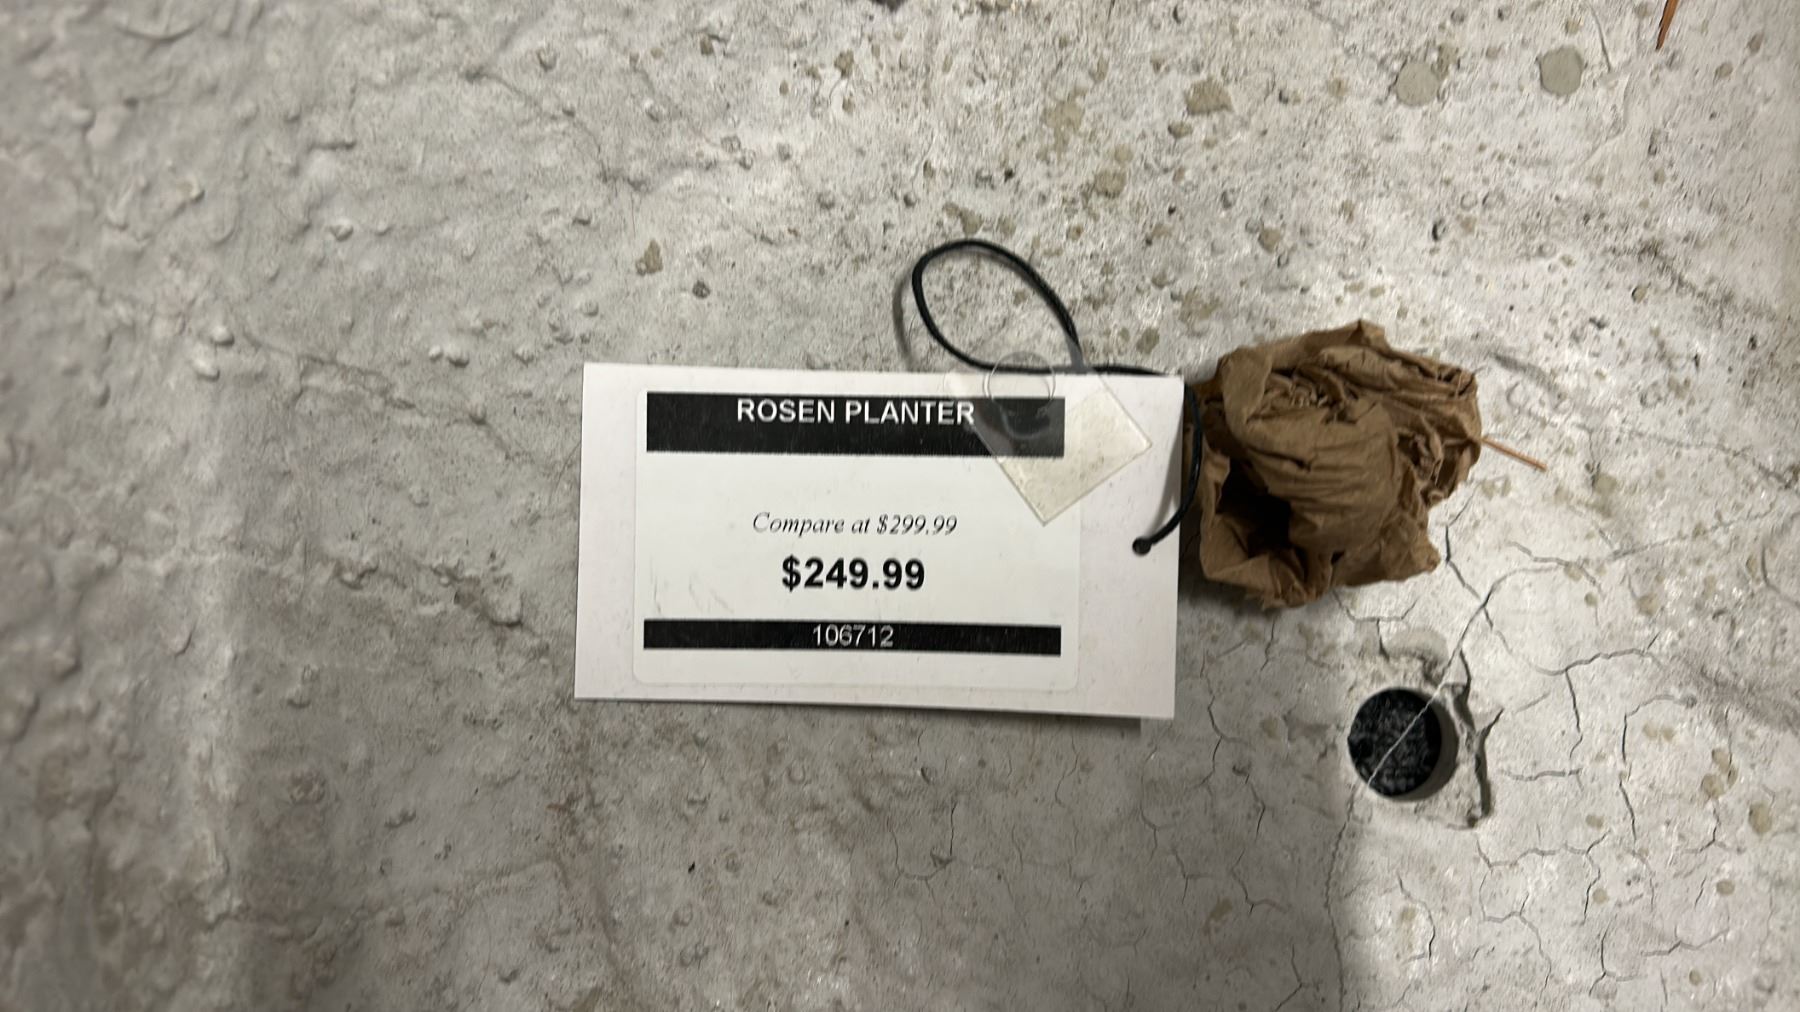 ROSEN PLANTER
Compare at $299.99
$249.99
106712